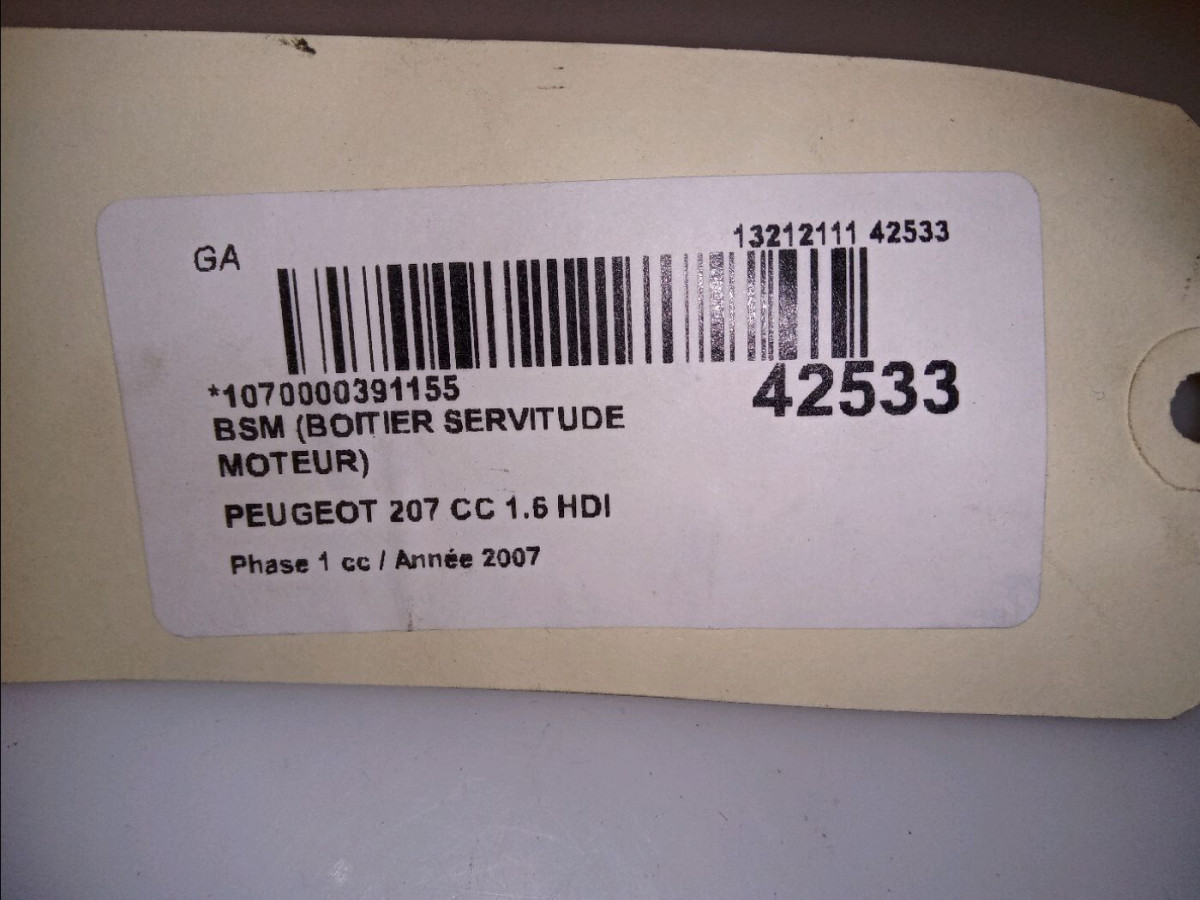 GA
13212111 42533
*1070000391155
42533
BSM (BOITIER SERVITUDE
MOTEUR)
PEUGEOT 207 CC 1.6 HDI
Phase 1 cc / Année 2007